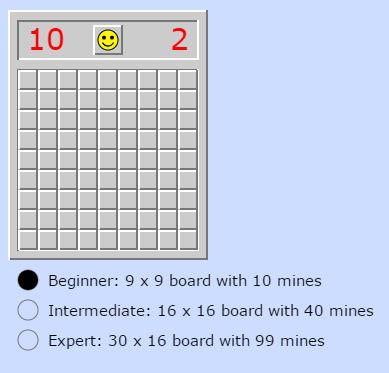 10 2
Beginner: 9 x 9 board with 10 mines
Intermediate: 16 x 16 board with 40 mines
Expert: 30 x 16 board with 99 mines